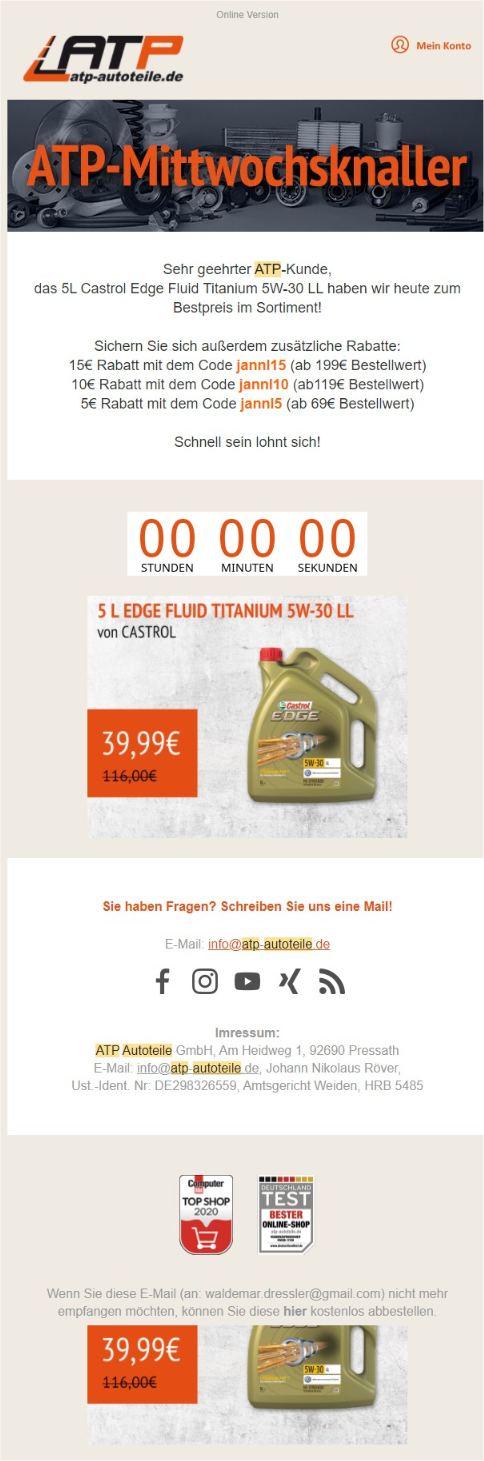 Online Version
ATP
atp-autoteile.de
Mein Konto
ATP-Mittwochsknaller
Sehr geehrter ATP-Kunde,
das 5L Castrol Edge Fluid Titanium 5W-30 LL haben wir heute zum
Bestpreis im Sortiment!
Sichern Sie sich außerdem zusätzliche Rabatte:
15€ Rabatt mit dem Code jannl15 (ab 199€ Bestellwert)
10€ Rabatt mit dem Code jannl10 (ab119€ Bestellwert)
5€ Rabatt mit dem Code jannl5 (ab 69€ Bestellwert)
Schnell sein lohnt sich!
00 00 00
STUNDEN MINUTEN SEKUNDEN
5 L EDGE FLUID TITANIUM 5W-30 LL
von CASTROL
Castrol
EDGE
5W-30 LL
39,99€
116,00€
Sie haben Fragen? Schreiben Sie uns eine Mail!
E-Mail: info@atp-autoteile.de
Imressum:
ATP Autoteile GmbH, Am Heidweg 1, 92690 Pressath
E-Mail: info@atp-autoteile.de, Johann Nikolaus Röver,
Ust.-Ident. Nr: DE298326559, Amtsgericht Weiden, HRB 5485
Computer
TOP SHOP
2020
DEUTSCHLAND
TEST
BESTER
ONLINE-SHOP
Wenn Sie diese E-Mail (an: waldemar.dressler@gmail.com) nicht mehr
empfangen möchten, können Sie diese hier kostenlos abbestellen.
39,99€
5W-30
116,00€